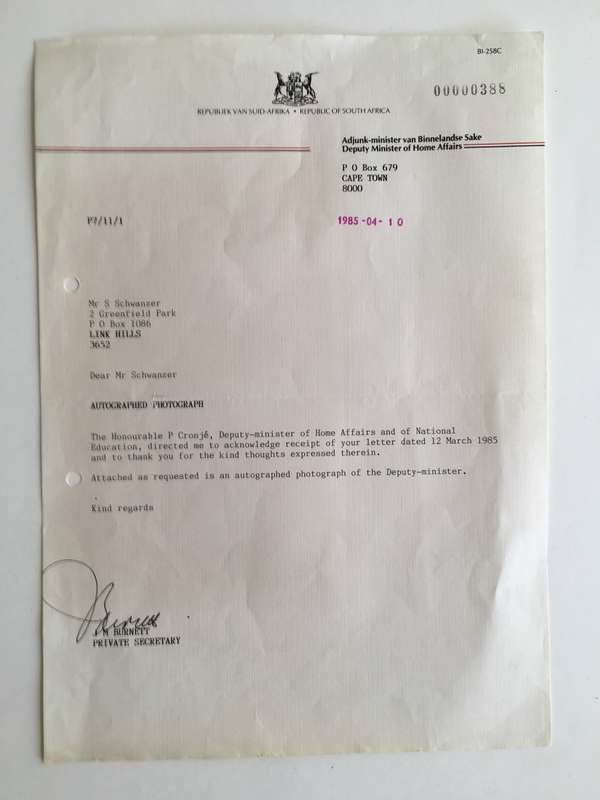 BI-258C
00000388
REPUBLIEK VAN SUID-AFRIKA • REPUBLIC OF SOUTH AFRICA
Adjunk-minister van Binnelandse Sake
Deputy Minister of Home Affairs
P O Box 679
CAPE TOWN
8000
P7/11/1
1985-04-10
Mr S Schwanzer
2 Greenfield Park
P O Box 1086
LINK HILLS
3652
Dear Mr Schwanzer
AUTOGRAPHED PHOTOGRAPH
The Honourable P Cronjé, Deputy-minister of Home Affairs and of National
Education, directed me to acknowledge receipt of your letter dated 12 March 1985
and to thank you for the kind thoughts expressed therein.
Attached as requested is an autographed photograph of the Deputy-minister.
Kind regards
M BURNETT
PRIVATE SECRETARY